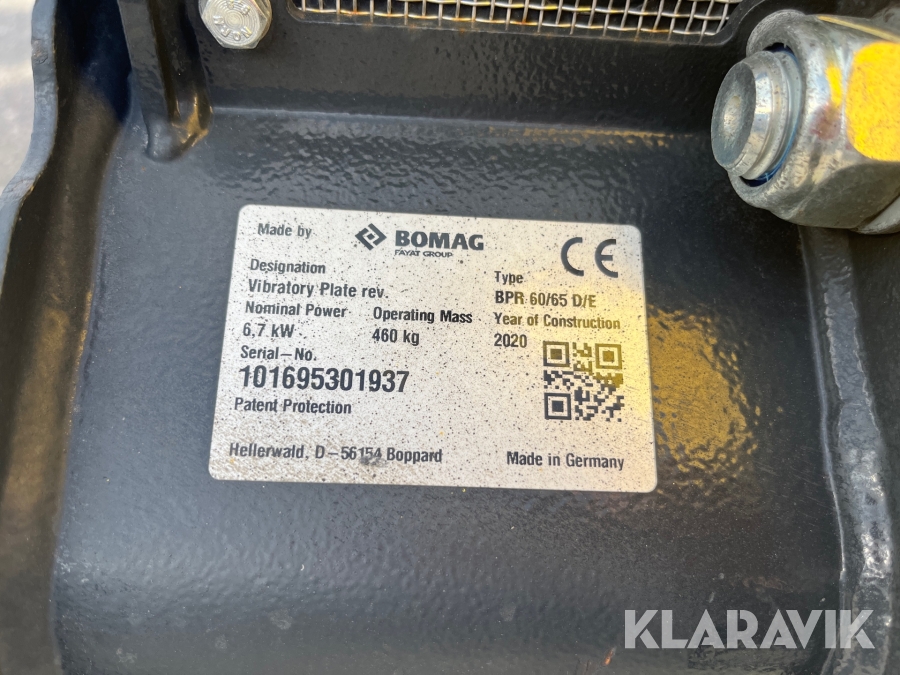 Made by BOMAG
FAYAT GROUP
CE
Designation
Vibratory Plate rev.
Type
BPR 60/65 D/E
Nominal Power Operating Mass Year of Construction
6,7 kW 460 kg 2020
Serial-No.
101695301937
Patent Protection
Hellerwald, D-56154 Boppard Made in Germany
KLARAVIK